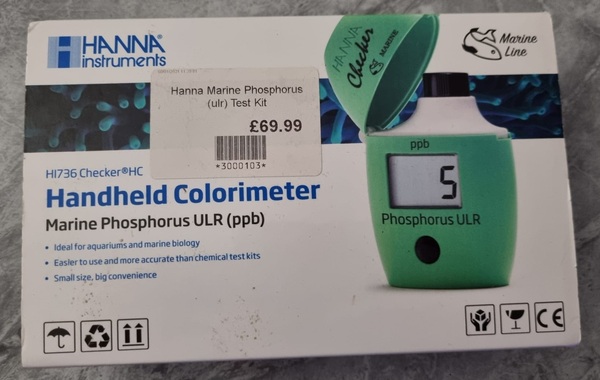 HANNA
instruments
HANNA
Checker
MARINE
Marine
Line
Hanna Marine Phosphorus
(ulr) Test Kit
£69.99
*3000103*
ppb
5
Phosphorus ULR
HI736 Checker®HC
Handheld Colorimeter
Marine Phosphorus ULR (ppb)
• Ideal for aquariums and marine biology
• Easier to use and more accurate than chemical test kits
• Small size, big convenience
CE